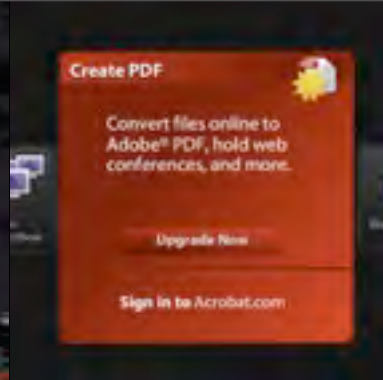 Create PDF
Convert files online to
Adobe® PDF, hold web
conferences, and more.
Upgrade Now
Sign in to Acrobat.com